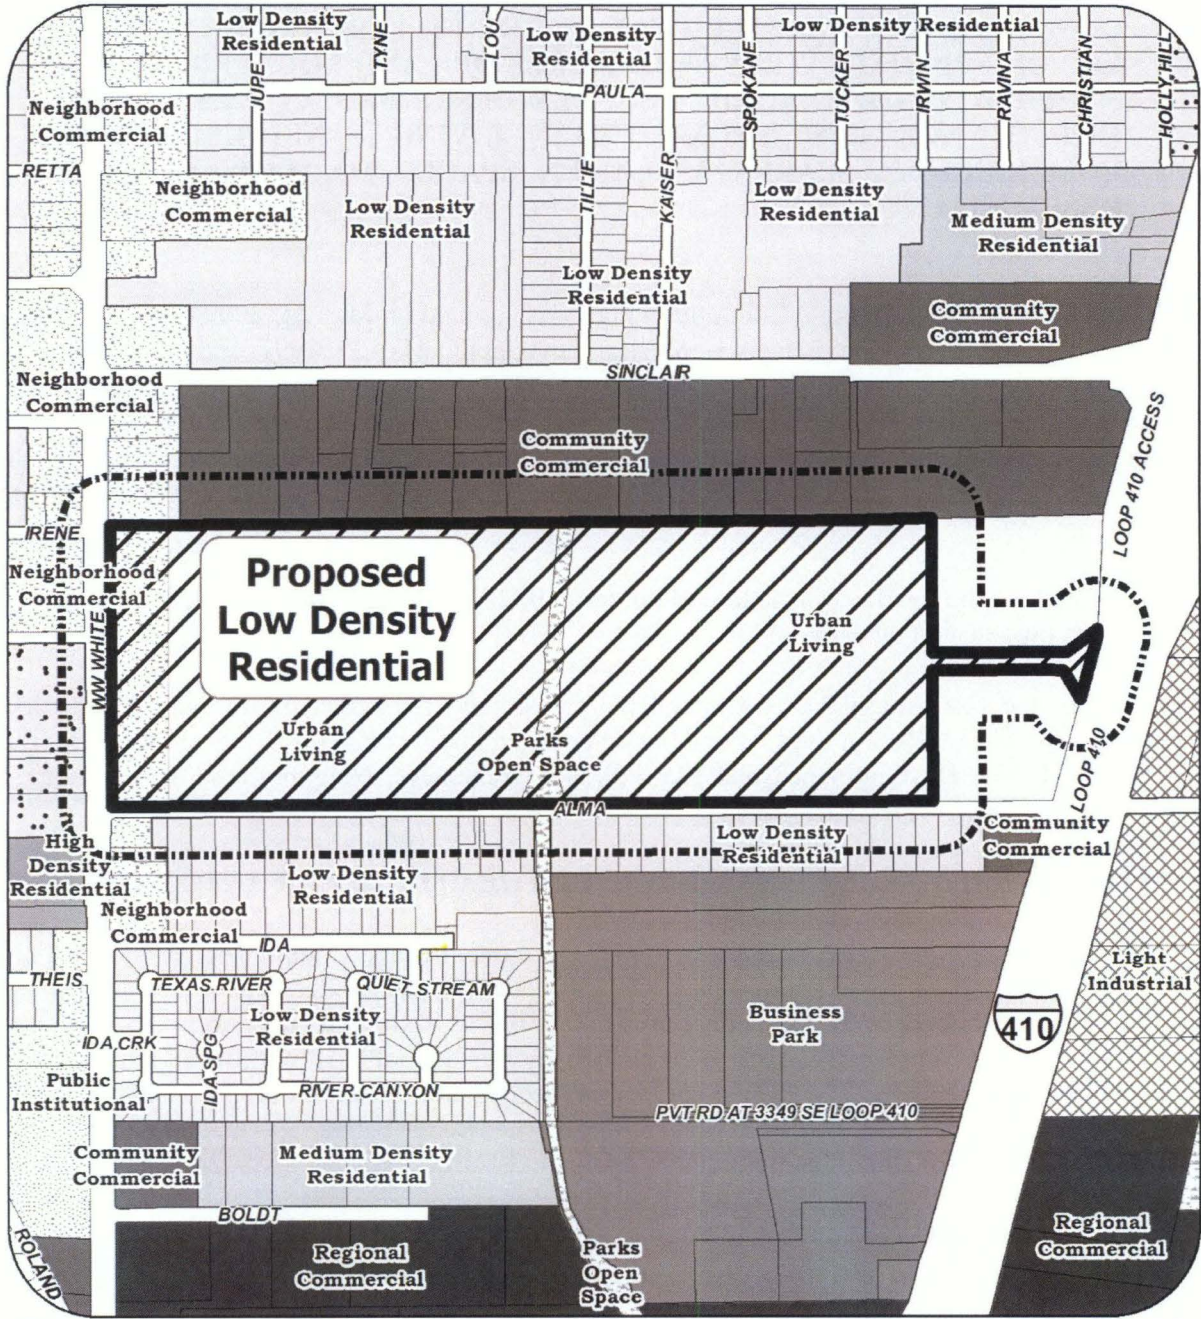 Low Density
Residential
TYNE
LOU
Low Density
Residential
Low Density Residential
JUPE
PAULA
SPOKANE
TUCKER
IRWIN
RAVINA
CHRISTIAN
HOLLY HILL
Neighborhood
Commercial
RETTA
Neighborhood
Commercial
Low Density
Residential
TILLIE
KAISER
Low Density
Residential
Medium Density
Residential
Low Density
Residential
Community
Commercial
SINCLAIR
Neighborhood
Commercial
Community
Commercial
LOOP 410 ACCESS
IRENE
Neighborhood
Commercial
Proposed
Low Density
Residential
Urban
Living
WW WHITE
Urban
Living
Parks
Open Space
LOOP 410
ALMA
High
Density
Residential
Low Density
Residential
Low Density
Residential
Community
Commercial
Neighborhood
Commercial
IDA
THEIS
TEXAS RIVER
QUIET STREAM
Light
Industrial
Low Density
Residential
Business
Park
410
IDA CRK
IDA SPG
Public
Institutional
RIVER CANYON
PVT RD AT 3349 SE LOOP 410
Community
Commercial
Medium Density
Residential
BOLDT
ROLAND
Regional
Commercial
Parks
Open
Space
Regional
Commercial